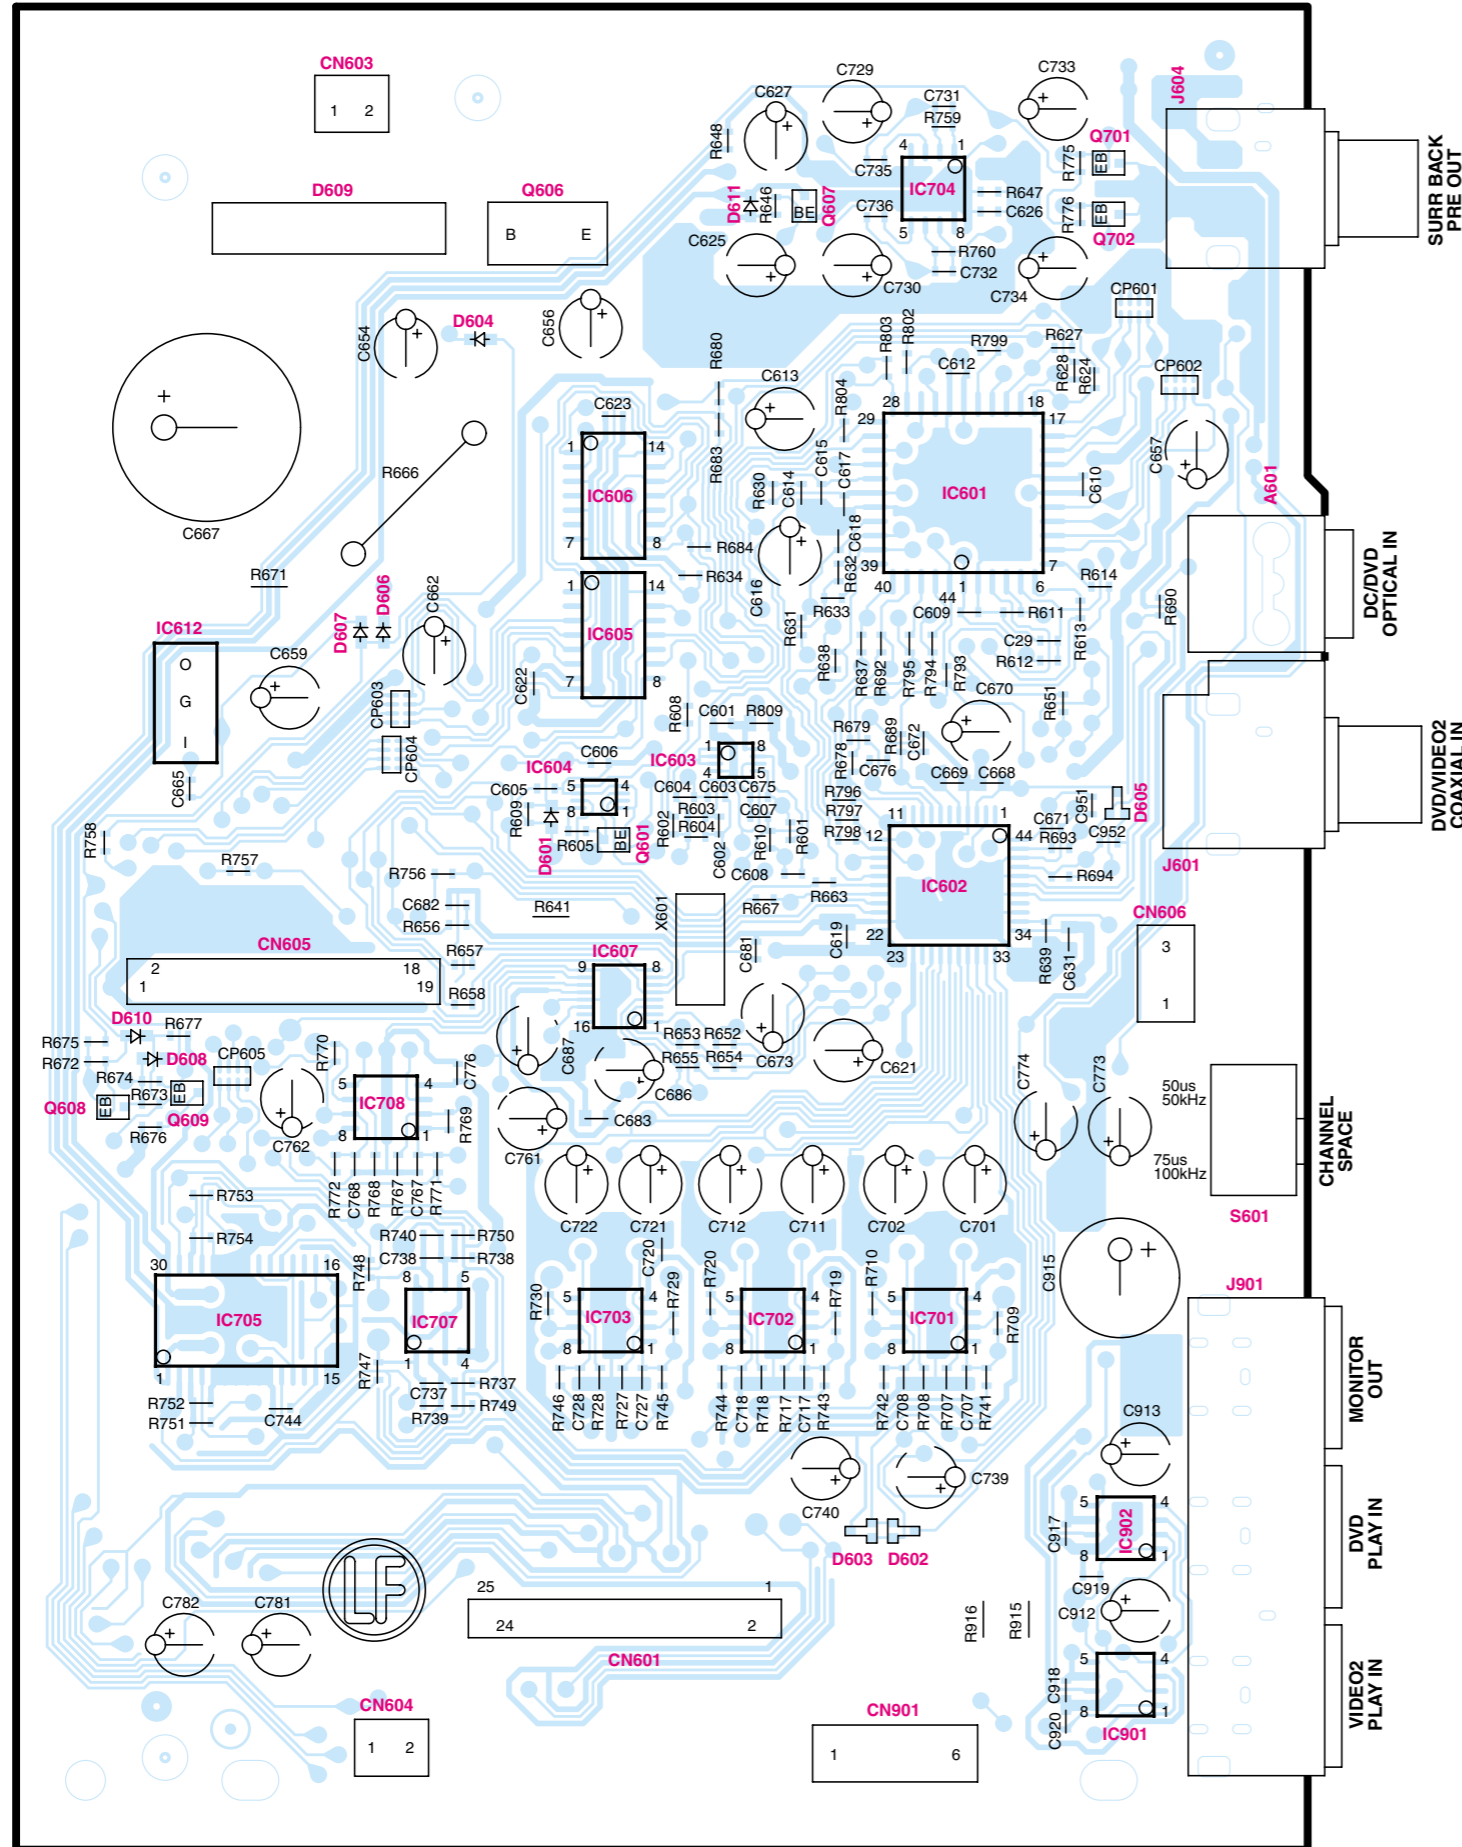 CN603
1 2
C627
C729
C731
R759
C733
J604
R648
4 1
C735
IC704
R775
EB
Q701
SURR BACK
PRE OUT
D609
Q606
B E
D611
R646
BE
Q607
C736
R647
C626
R776
EB
Q702
5 8
C625
R760
C732
C730
C734
CP601
C654
D604
C656
R680
R803
R802
R799
R627
C612
R628
R624
CP602
C613
R804
C623
28 18
29 17
C667
R666
1 14
IC606
7 8
R683
R630
C614
C615
C617
IC601
C610
C657
A601
R684
C618
R634
C616
R632
39 7
40 44 1 6
R633
R671
1 14
IC605
7 8
R631
C609
R611
R614
R613
R690
DC/DVD
OPTICAL IN
IC612
O
G
I
D607
D606
C662
C659
C622
R638
R637
R692
R795
R794
R793
C29
R612
C670
R651
CP603
CP604
R608
C601
R809
R679
R678
R689
C672
C676
C669
C668
DVD/VIDEO2
COAXIAL IN
C665
IC604
C606
IC603
1 8
4 5
C605
5 4
8 1
R609
D601
R605
BE
Q601
C604
C603
C675
R603
C607
R602
R604
C602
R610
R601
R796
R797
R798
11 1
12 44
C951
D605
C671
R693
C952
R758
R757
R756
C608
R663
IC602
R694
J601
C682
R656
R641
X601
R667
C681
C619
22 34
23 33
R639
C631
CN606
3
1
CN605
2 18
1 19
R657
R658
IC607
9 8
16 1
D610
R677
R675
R672
D608
R674
CP605
R673
EB
EB
Q608
Q609
R676
R770
C776
C687
C686
R653
R652
R655
R654
C673
C621
C774
C773
50us
50kHz
75us
100kHz
CHANNEL
SPACE
S601
C762
5 4
IC708
8 1
R769
C761
C683
R772
C768
R768
R767
C767
R771
R753
R754
R740
R750
C738
R738
C722
C721
C712
C711
C702
C701
30 16
IC705
1 15
R748
8 5
IC707
1 4
R747
R730
C720
5 4
IC703
8 1
R729
R720
5 4
IC702
8 1
R719
R710
5 4
IC701
8 1
R709
C915
J901
R752
R751
C744
C737
R737
R739
R749
R746
C728
R728
R727
C727
R745
R744
C718
R718
R717
C717
R743
R742
C708
R708
R707
C707
R741
MONITOR
OUT
C913
C740
C739
D603 D602
5 4
IC902
8 1
C917
C919
DVD
PLAY IN
LF
C782
C781
25 1
24 2
CN601
R916
R915
C912
5 4
C918
8 1
C920
IC901
VIDEO2
PLAY IN
CN604
1 2
CN901
1 6